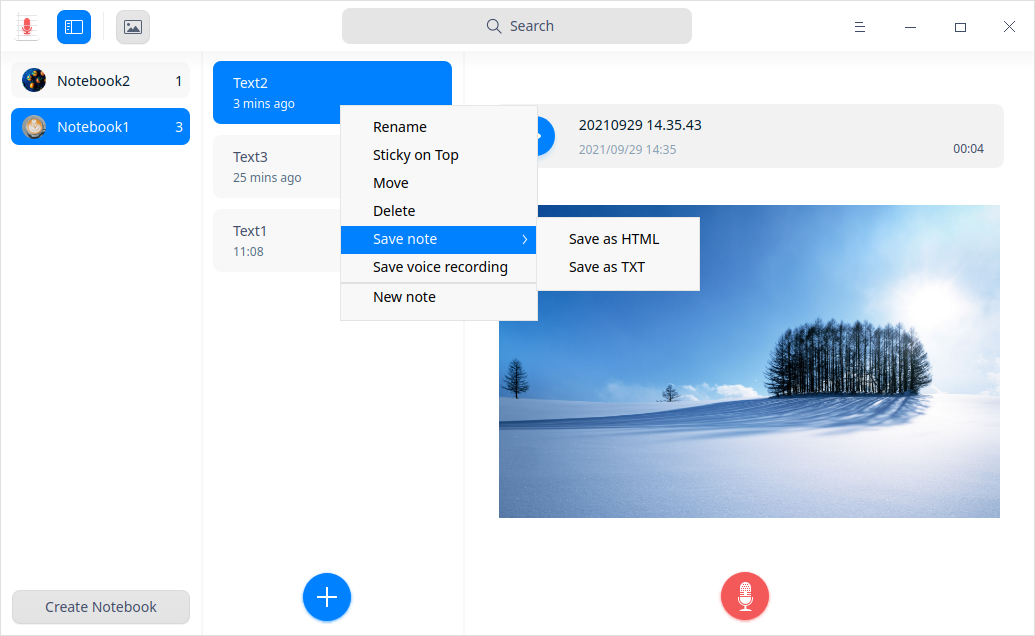 Search
Notebook2 1
Notebook1 3
Create Notebook
Text2
3 mins ago
Text3
25 mins ago
Text1
11:08
Rename
Sticky on Top
Move
Delete
Save note
Save voice recording
New note
Save as HTML
Save as TXT
20210929 14.35.43
2021/09/29 14:35
00:04